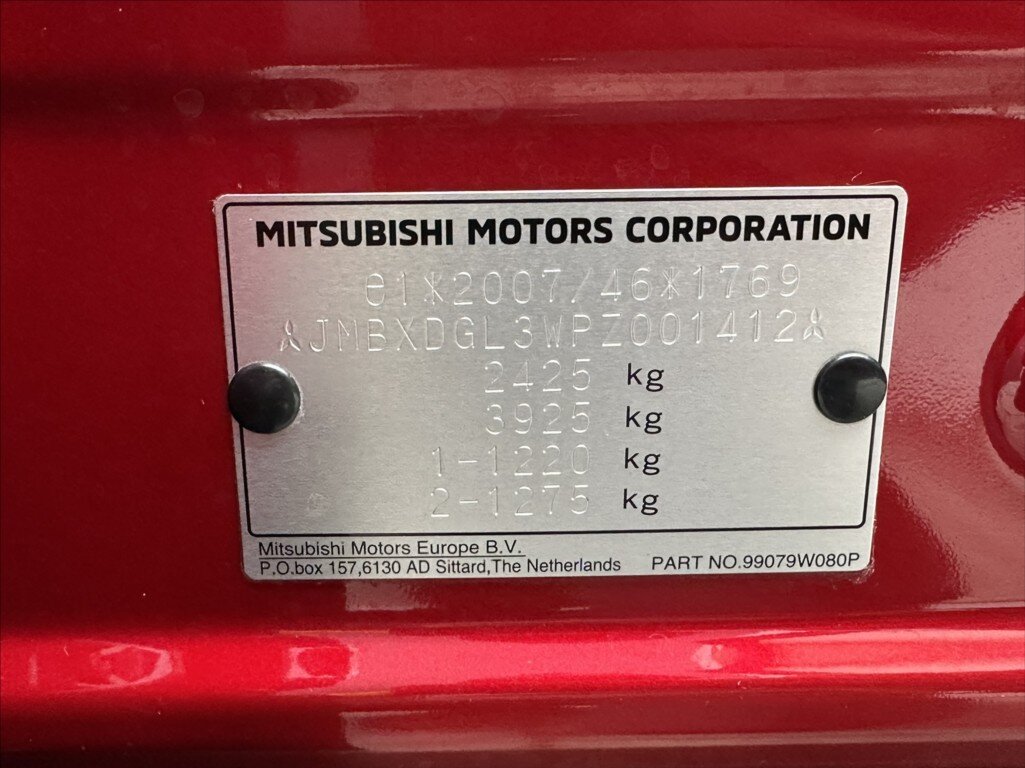 MITSUBISHI MOTORS CORPORATION
e1*2007/46*1769
JMBXDGL3WPZ001412
2425 kg
3925 kg
1-1220 kg
2-1275 kg
Mitsubishi Motors Europe B.V.
P.O.box 157,6130 AD Sittard,The Netherlands PART NO.99079W080P